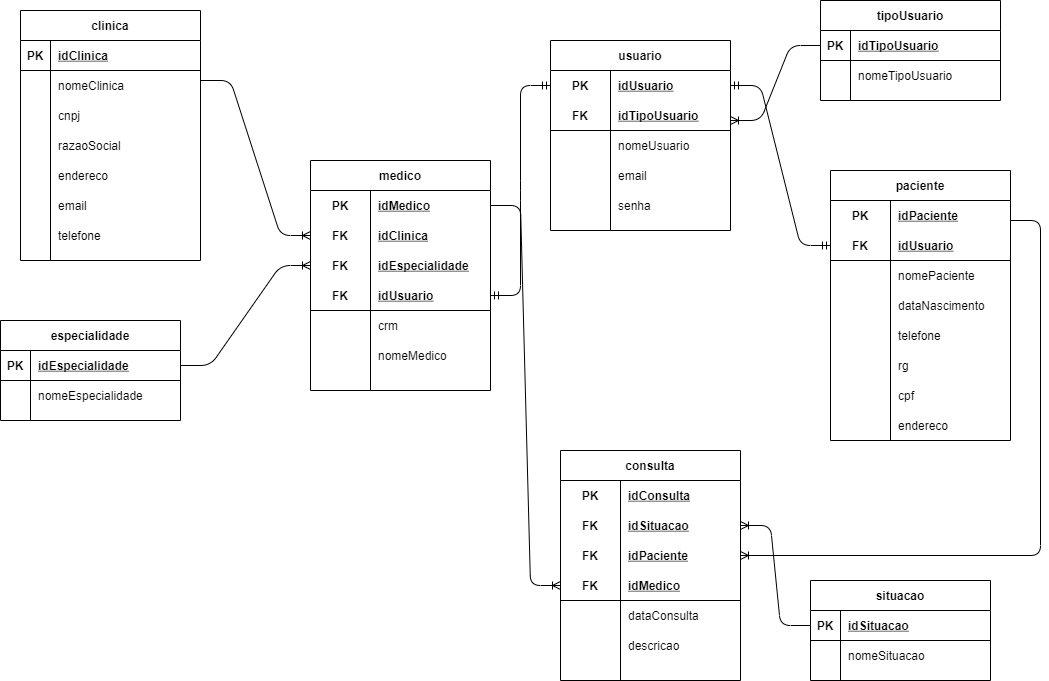 clinica
PK idClinica
nomeClinica
cnpj
razaoSocial
endereco
email
telefone
especialidade
PK idEspecialidade
nomeEspecialidade
medico
PK idMedico
FK idClinica
FK idEspecialidade
FK idUsuario
crm
nomeMedico
usuario
PK idUsuario
FK idTipoUsuario
nomeUsuario
email
senha
tipoUsuario
PK idTipoUsuario
nomeTipoUsuario
paciente
PK idPaciente
FK idUsuario
nomePaciente
dataNascimento
telefone
rg
cpf
endereco
consulta
PK idConsulta
FK idSituacao
FK idPaciente
FK idMedico
dataConsulta
descricao
situacao
PK idSituacao
nomeSituacao